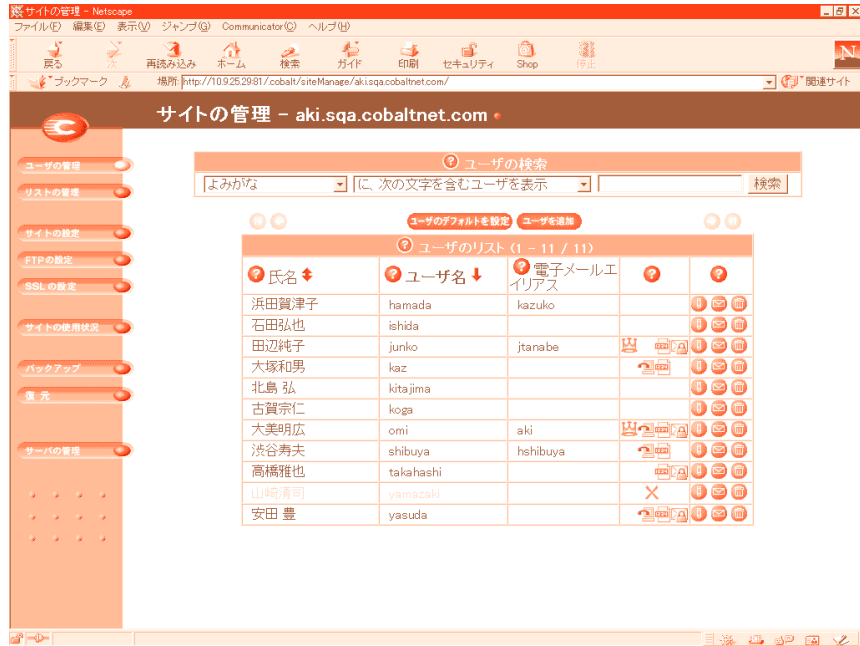 サイトの管理 - Netscape
ファイル(F) 編集(E) 表示(V) ジャンプ(G) Communicator(C) ヘルプ(H)
戻る 次 再読み込み ホーム 検索 ガイド 印刷 セキュリティ Shop 停止
ブックマーク 場所: http://10.9.25.29:81/.cobalt/siteManage/aki.sqa.cobaltnet.com/ 関連サイト
サイトの管理 - aki.sqa.cobaltnet.com
ユーザの管理
リストの管理
サイトの設定
FTPの設定
SSLの設定
サイトの使用状況
バックアップ
復元
サーバの管理
ユーザの検索
よみがな に、次の文字を含むユーザを表示 検索
ユーザのデフォルトを設定 ユーザを追加
ユーザのリスト (1 - 11 / 11)
氏名 ユーザ名 電子メールエイリアス
浜田賀津子 hamada kazuko
石田弘也 ishida
田辺純子 junko jtanabe
大塚和男 kaz
北島 弘 kitajima
古賀宗仁 koga
大美明広 omi aki
渋谷寿夫 shibuya hshibuya
高橋雅也 takahashi
山崎清司 yamazaki
安田 豊 yasuda